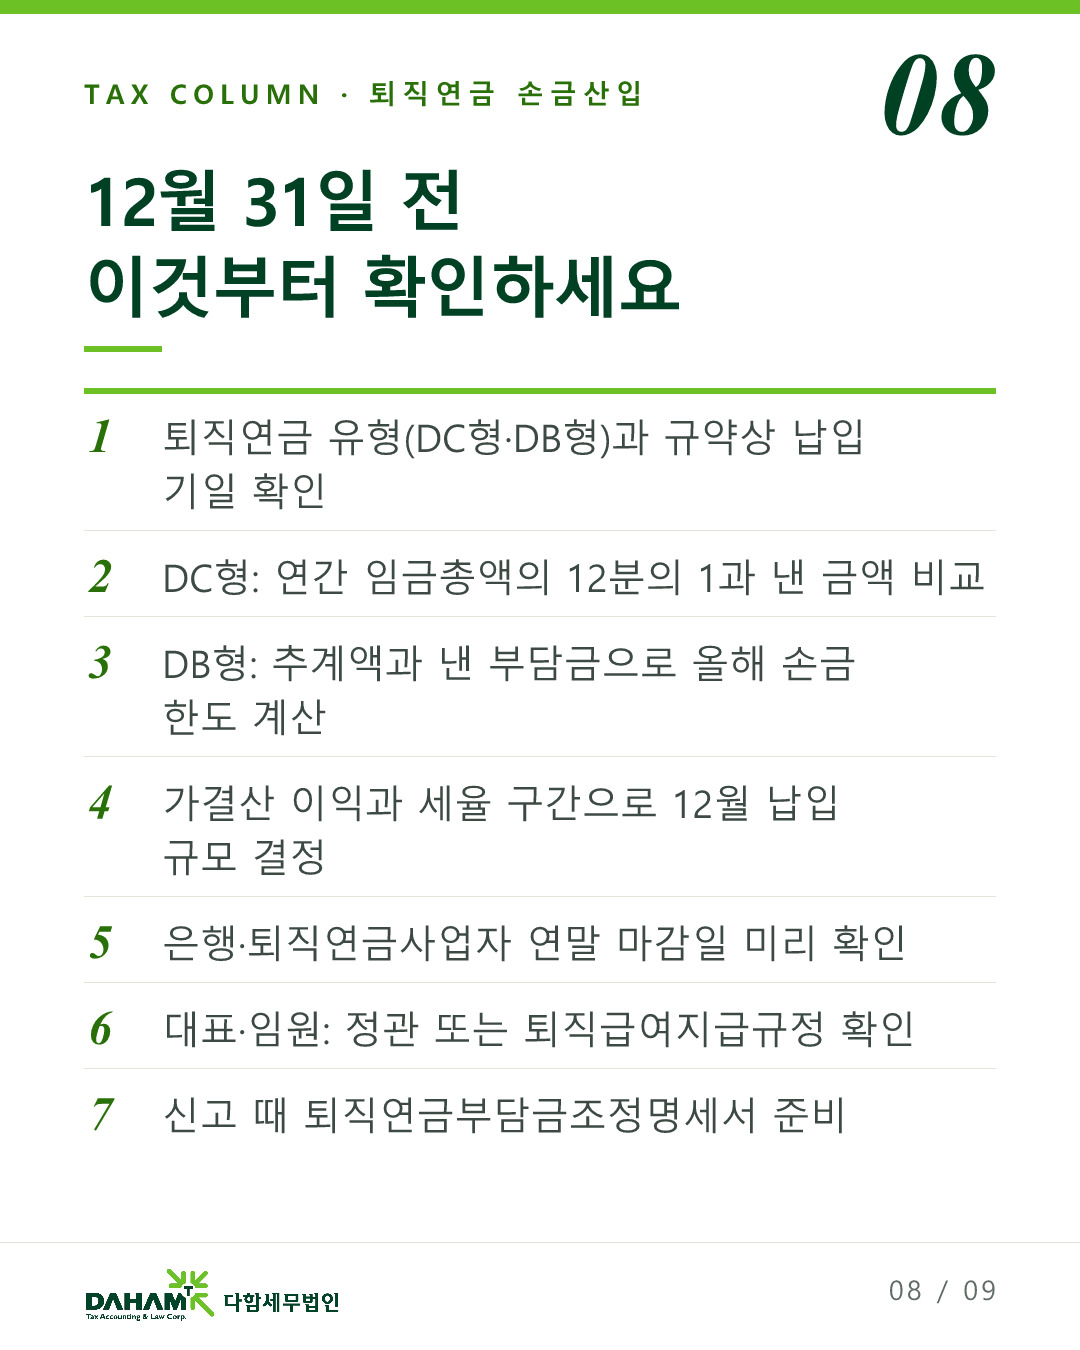 TAX COLUMN · 퇴직연금 손금산입
08
12월 31일 전
이것부터 확인하세요
1 퇴직연금 유형(DC형·DB형)과 규약상 납입
기일 확인
2 DC형: 연간 임금총액의 12분의 1과 낸 금액 비교
3 DB형: 추계액과 낸 부담금으로 올해 손금
한도 계산
4 가결산 이익과 세율 구간으로 12월 납입
규모 결정
5 은행·퇴직연금사업자 연말 마감일 미리 확인
6 대표·임원: 정관 또는 퇴직급여지급규정 확인
7 신고 때 퇴직연금부담금조정명세서 준비
DAHAM T 다함세무법인
Tax Accounting & Law Corp.
08 / 09